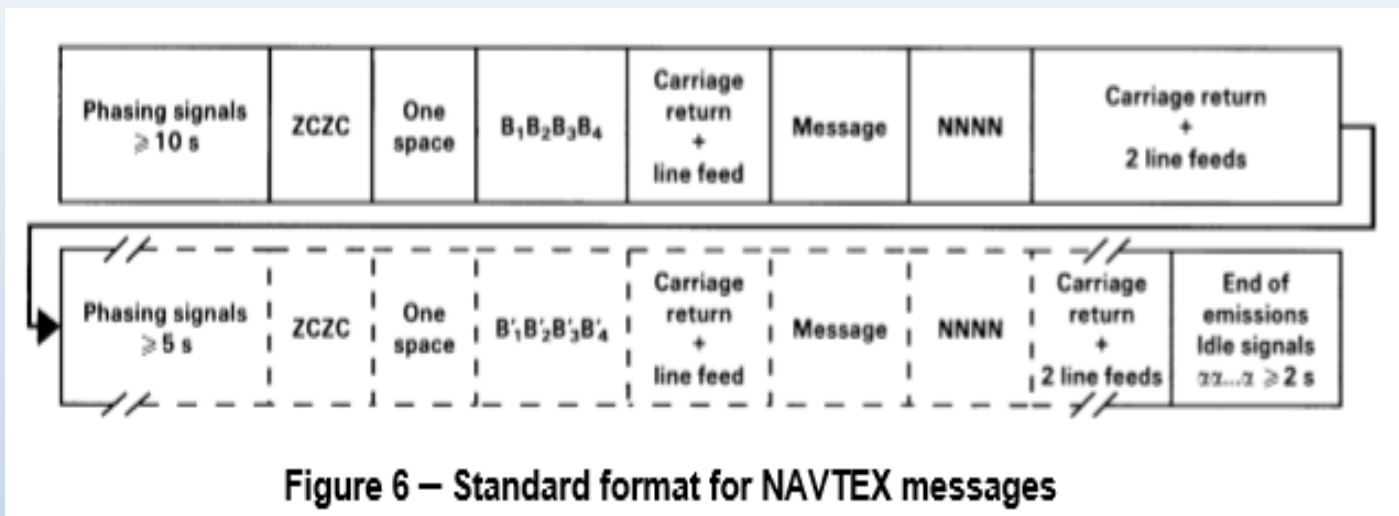 Phasing signals
⩾ 10 s
ZCZC
One
space
B₁B₂B₃B₄
Carriage
return
+
line feed
Message
NNNN
Carriage return
+
2 line feeds
Phasing signals
⩾ 5 s
ZCZC
One
space
B'₁B'₂B'₃B'₄
Carriage
return
+
line feed
Message
NNNN
Carriage
return
+
2 line feeds
End of
emissions
Idle signals
αα...α ⩾ 2 s
Figure 6 – Standard format for NAVTEX messages